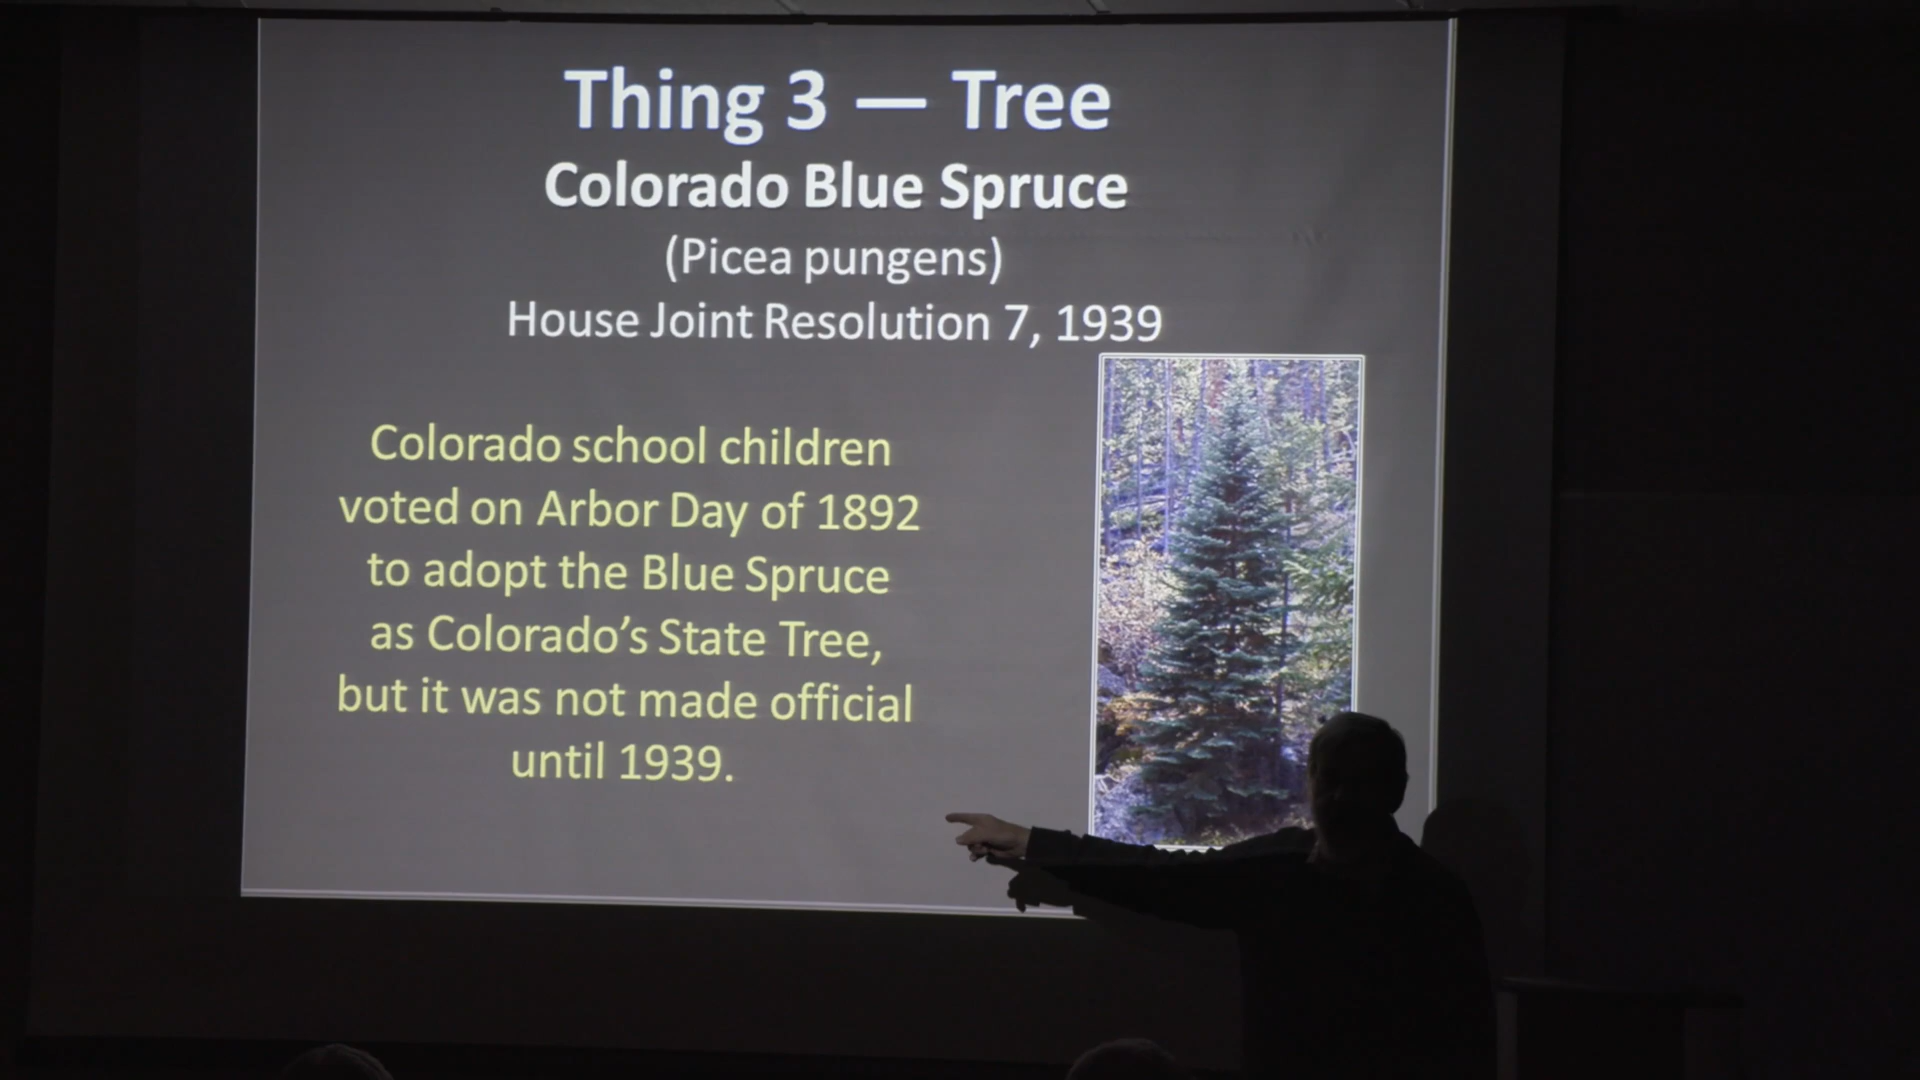 Thing 3 — Tree
Colorado Blue Spruce
(Picea pungens)
House Joint Resolution 7, 1939
Colorado school children
voted on Arbor Day of 1892
to adopt the Blue Spruce
as Colorado’s State Tree,
but it was not made official
until 1939.